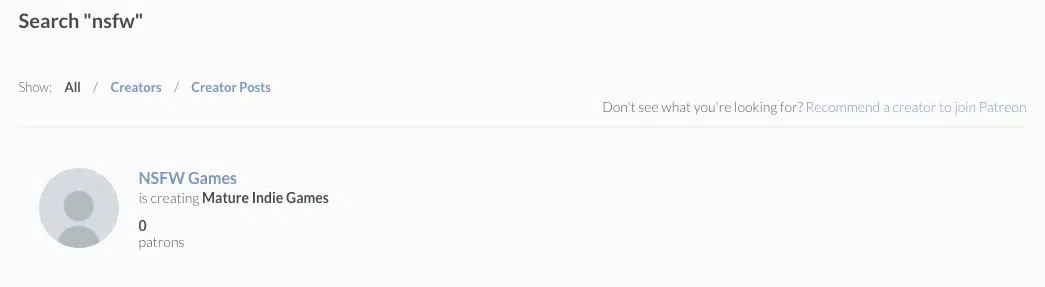 Search "nsfw"
Show: All / Creators / Creator Posts
Don't see what you're looking for? Recommend a creator to join Patreon
NSFW Games
is creating Mature Indie Games
0
patrons